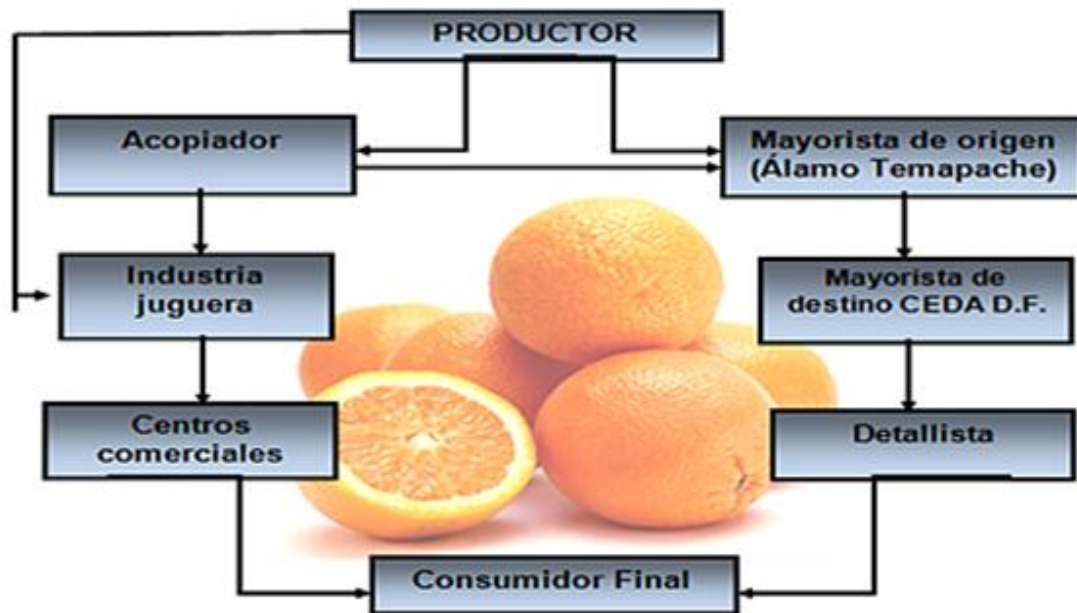 PRODUCTOR
Acopiador
Mayorista de origen
(Álamo Temapache)
Industria
juguera
Mayorista de
destino CEDA D.F.
Centros
comerciales
Detallista
Consumidor Final